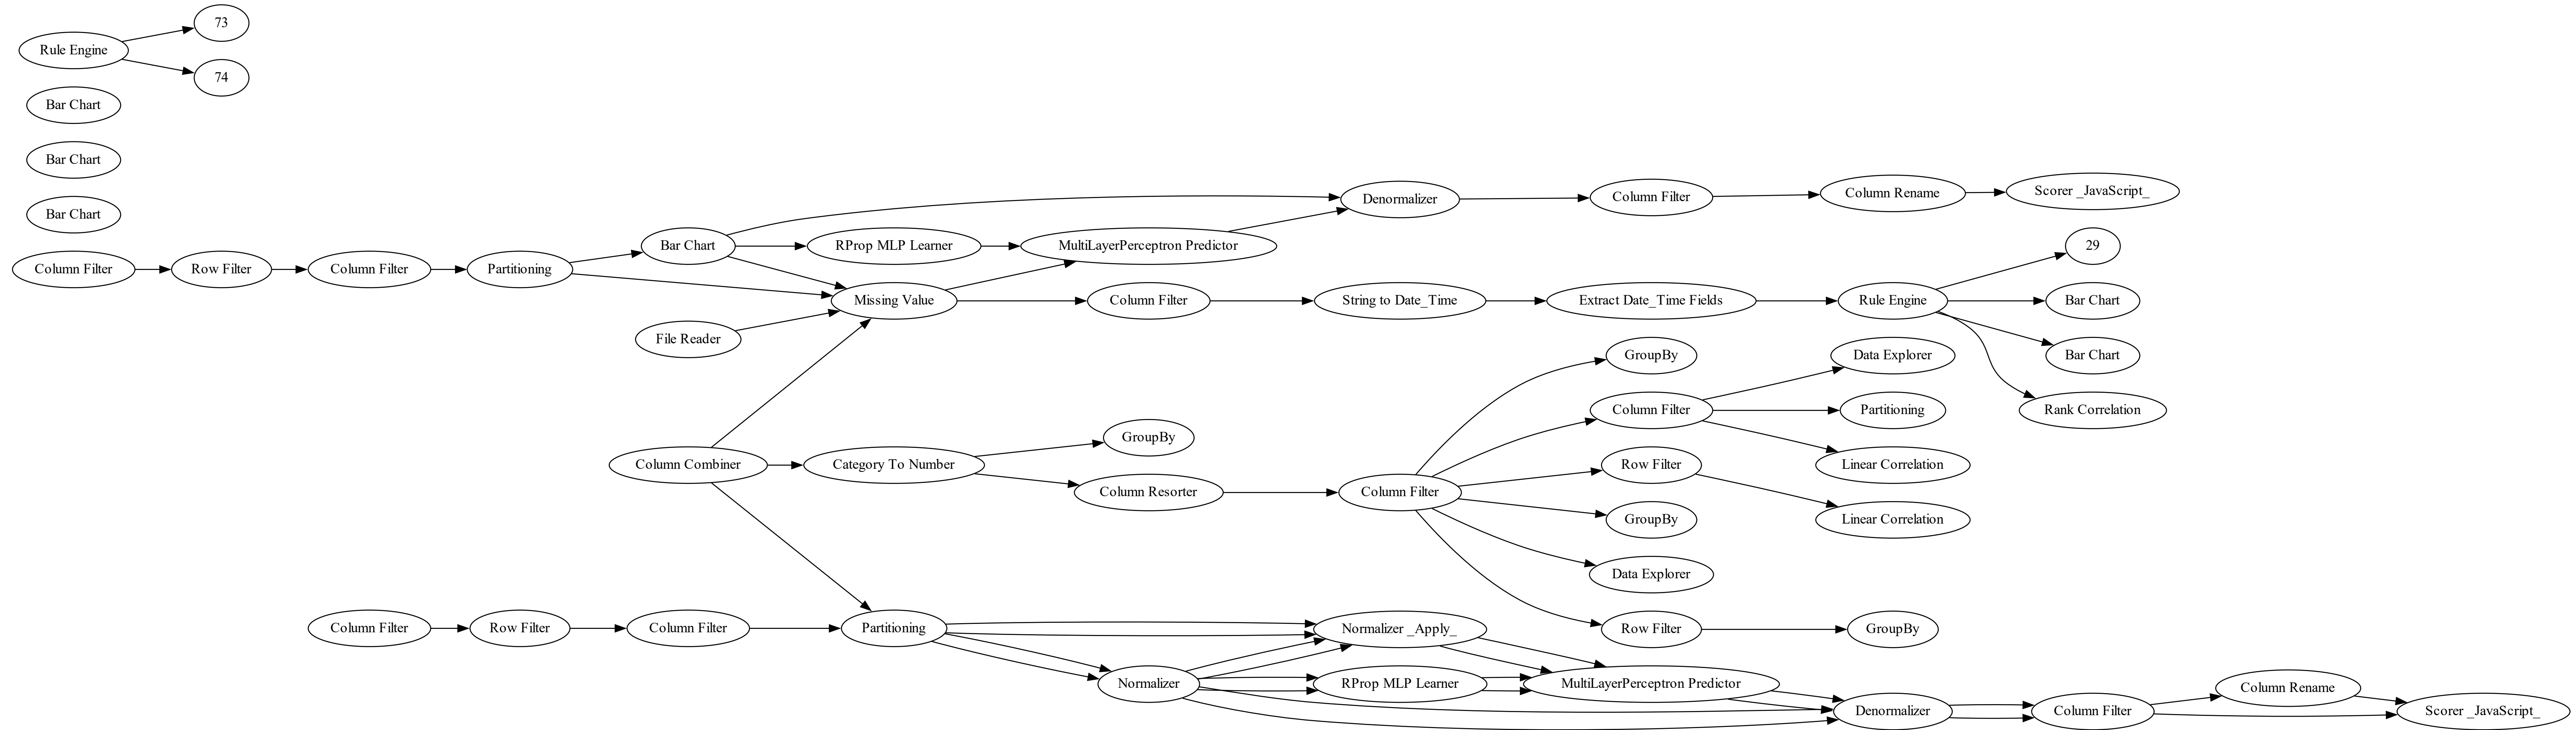 73
Rule Engine
74
Bar Chart
Bar Chart
Bar Chart
Column Filter
Row Filter
Column Filter
Partitioning
Bar Chart
RProp MLP Learner
MultiLayerPerceptron Predictor
Denormalizer
Column Filter
Column Rename
Scorer _JavaScript_
Missing Value
File Reader
Column Filter
String to Date_Time
Extract Date_Time Fields
Rule Engine
29
Bar Chart
Bar Chart
Rank Correlation
Column Combiner
Category To Number
GroupBy
Column Resorter
Column Filter
GroupBy
Column Filter
Data Explorer
Partitioning
Linear Correlation
Row Filter
Linear Correlation
GroupBy
Data Explorer
Row Filter
GroupBy
Column Filter
Row Filter
Column Filter
Partitioning
Normalizer _Apply_
Normalizer
RProp MLP Learner
MultiLayerPerceptron Predictor
Denormalizer
Column Filter
Column Rename
Scorer _JavaScript_